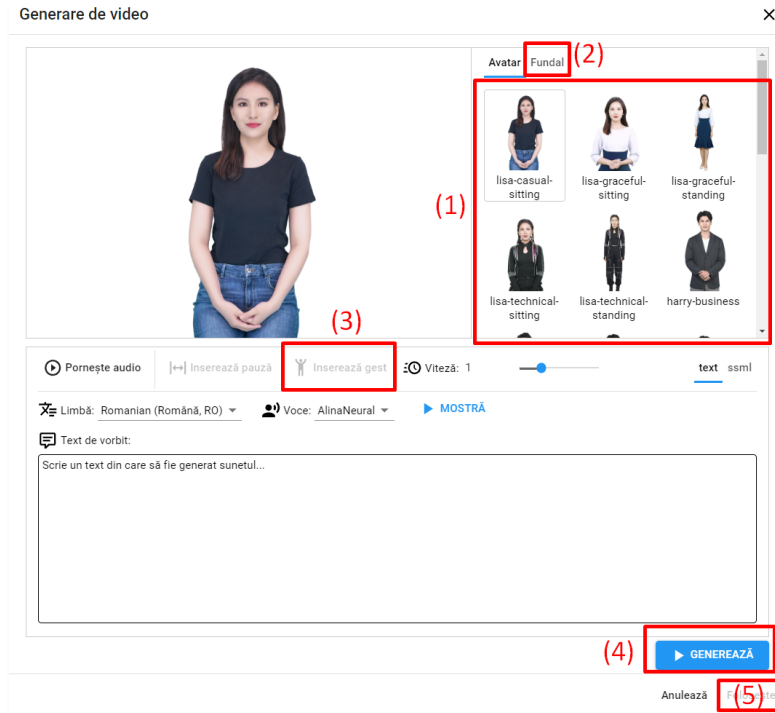 Generare de video
Avatar Fundal (2)
(1)
lisa-casual-sitting
lisa-graceful-sitting
lisa-graceful-standing
lisa-technical-sitting
lisa-technical-standing
harry-business
(3)
Pornește audio
Inserează pauză
Inserează gest
Viteză: 1
text ssml
Limbă: Romanian (Română, RO)
Voce: AlinaNeural
MOSTRĂ
Text de vorbit:
Scrie un text din care să fie generat sunetul...
(4) GENEREAZĂ
Anulează (5)